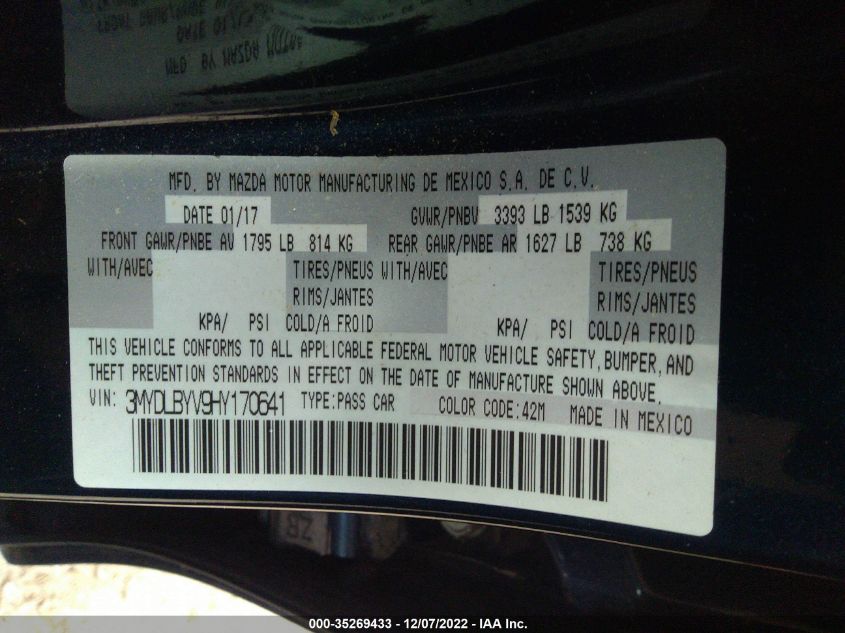 MFD. BY MAZDA MOTOR MANUFACTURING DE MEXICO S.A. DE C.V.
DATE 01/17 GVWR/PNBV 3393 LB 1539 KG
FRONT GAWR/PNBE AV 1795 LB 814 KG REAR GAWR/PNBE AR 1627 LB 738 KG
WITH/AVEC TIRES/PNEUS WITH/AVEC TIRES/PNEUS
RIMS/JANTES RIMS/JANTES
KPA/ PSI COLD/A FROID KPA/ PSI COLD/A FROID
THIS VEHICLE CONFORMS TO ALL APPLICABLE FEDERAL MOTOR VEHICLE SAFETY, BUMPER, AND
THEFT PREVENTION STANDARDS IN EFFECT ON THE DATE OF MANUFACTURE SHOWN ABOVE.
VIN: 3MYDLBYV9HY170641 TYPE:PASS CAR COLOR CODE:42M MADE IN MEXICO
ZB
000-35269433 - 12/07/2022 - IAA Inc.